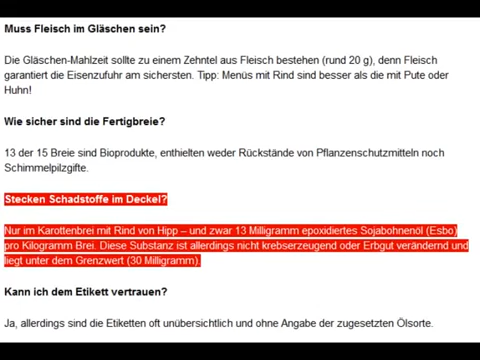 Muss Fleisch im Gläschen sein?
Die Gläschen-Mahlzeit sollte zu einem Zehntel aus Fleisch bestehen (rund 20 g), denn Fleisch
garantiert die Eisenzufuhr am sichersten. Tipp: Menüs mit Rind sind besser als die mit Pute oder
Huhn!
Wie sicher sind die Fertigbreie?
13 der 15 Breie sind Bioprodukte, enthielten weder Rückstände von Pflanzenschutzmitteln noch
Schimmelpilzgifte.
Stecken Schadstoffe im Deckel?
Nur im Karottenbrei mit Rind von Hipp – und zwar 13 Milligramm epoxidiertes Sojabohnenöl (Esbo)
pro Kilogramm Brei. Diese Substanz ist allerdings nicht krebserzeugend oder Erbgut verändernd und
liegt unter dem Grenzwert (30 Milligramm).
Kann ich dem Etikett vertrauen?
Ja, allerdings sind die Etiketten oft unübersichtlich und ohne Angabe der zugesetzten Ölsorte.